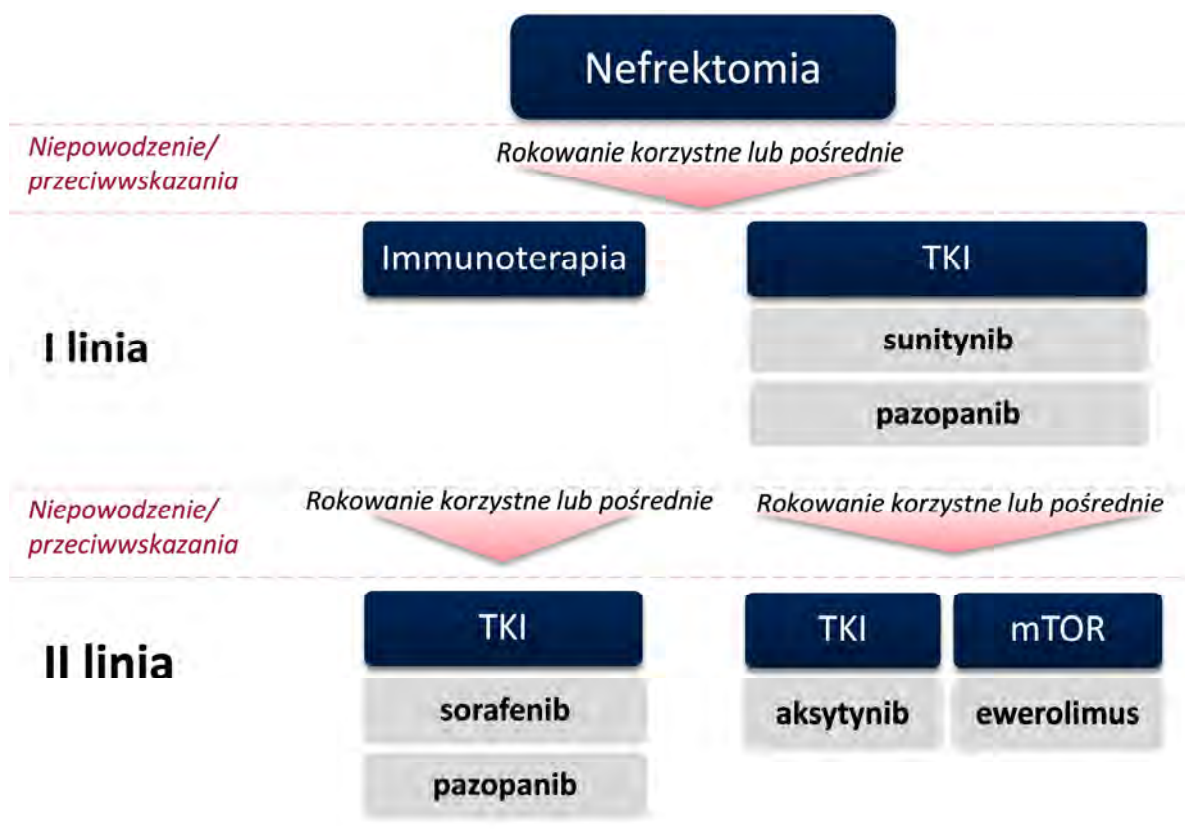 Nefrektomia
Niepowodzenie/
przeciwwskazania
Rokowanie korzystne lub pośrednie
Immunoterapia
TKI
I linia
sunitynib
pazopanib
Niepowodzenie/
przeciwwskazania
Rokowanie korzystne lub pośrednie
Rokowanie korzystne lub pośrednie
II linia
TKI
TKI
mTOR
sorafenib
aksytynib
ewerolimus
pazopanib